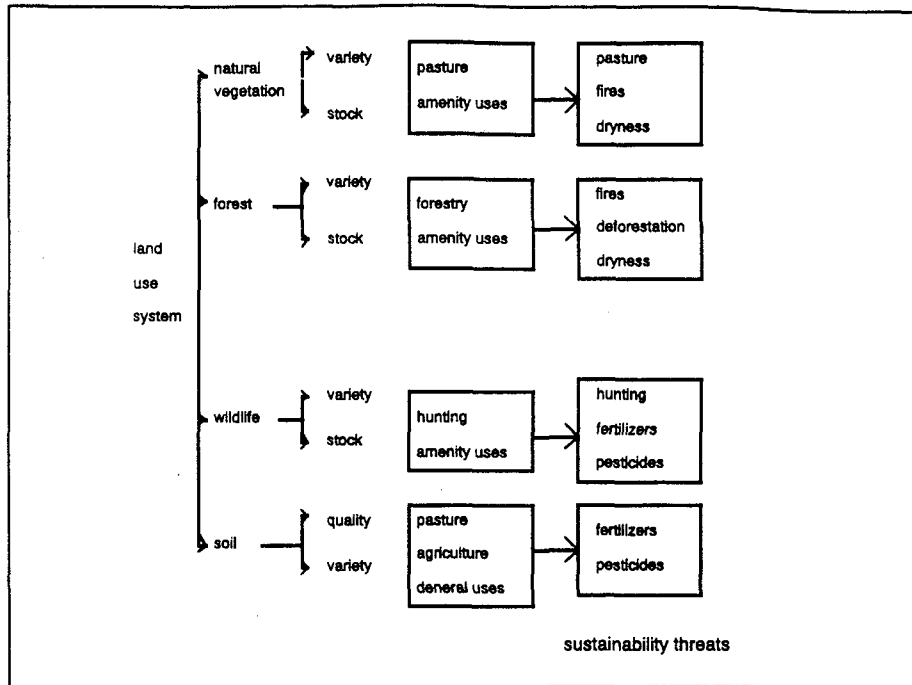 natural
vegetation
variety
stock
pasture
amenity uses
pasture
fires
dryness
forest
variety
stock
forestry
amenity uses
fires
deforestation
dryness
land
use
system
wildlife
variety
stock
hunting
amenity uses
hunting
fertilizers
pesticides
soil
quality
variety
pasture
agriculture
deneral uses
fertilizers
pesticides
sustainability threats